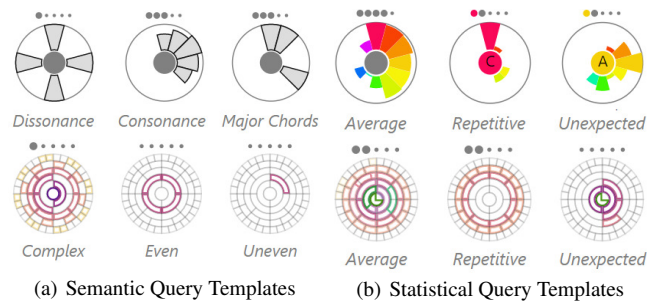 C A
Dissonance Consonance Major Chords Average Repetitive Unexpected
Complex Even Uneven Average Repetitive Unexpected
(a) Semantic Query Templates (b) Statistical Query Templates